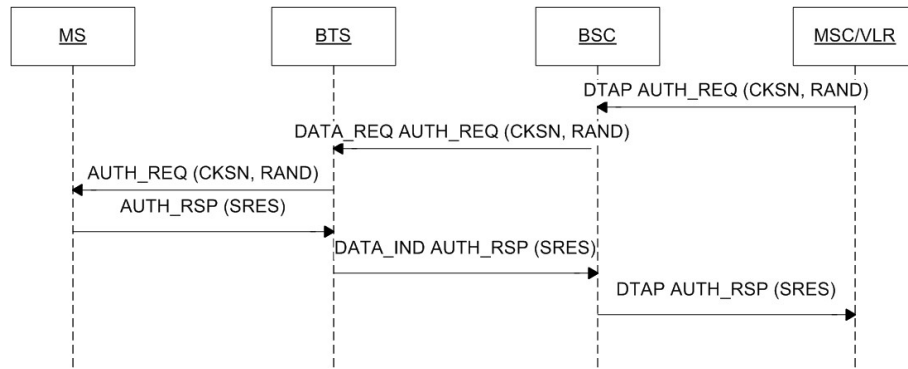 MS
BTS
BSC
MSC/VLR
DTAP AUTH_REQ (CKSN, RAND)
DATA_REQ AUTH_REQ (CKSN, RAND)
AUTH_REQ (CKSN, RAND)
AUTH_RSP (SRES)
DATA_IND AUTH_RSP (SRES)
DTAP AUTH_RSP (SRES)